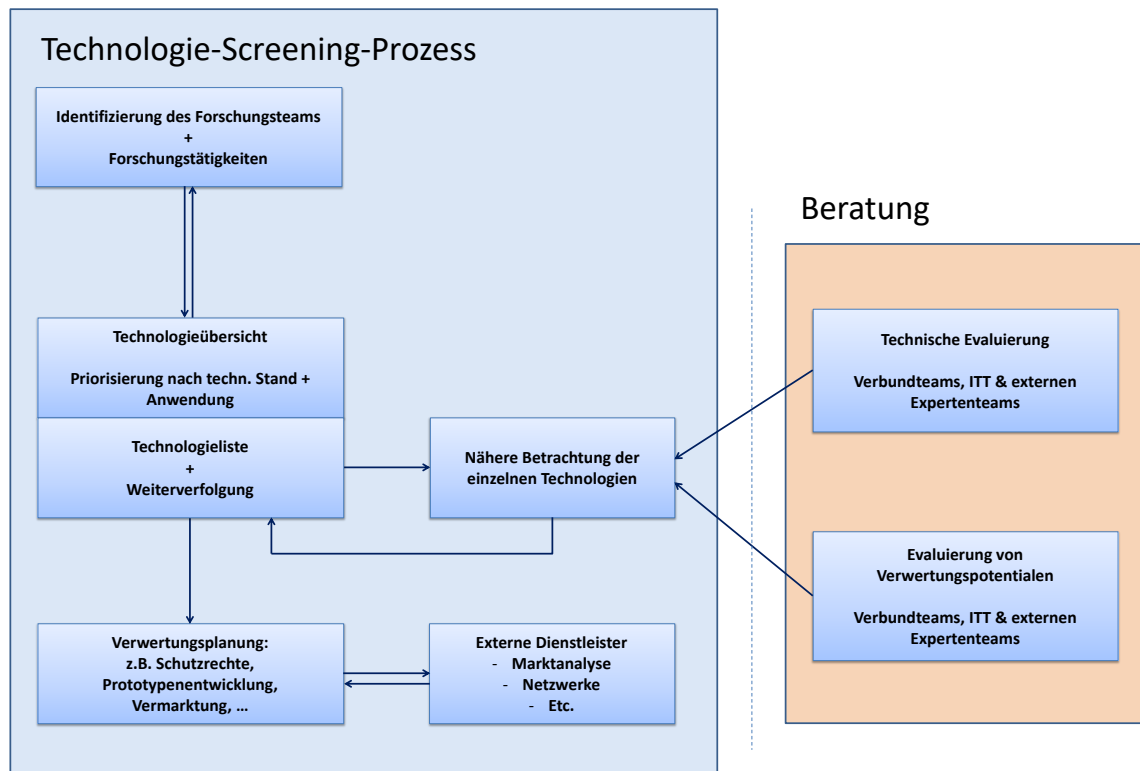 Technologie-Screening-Prozess
Identifizierung des Forschungsteams
+
Forschungstätigkeiten
Technologieübersicht
Priorisierung nach techn. Stand +
Anwendung
Technologieliste
+
Weiterverfolgung
Nähere Betrachtung der
einzelnen Technologien
Verwertungsplanung:
z.B. Schutzrechte,
Prototypenentwicklung,
Vermarktung, ...
Externe Dienstleister
- Marktanalyse
- Netzwerke
- Etc.
Beratung
Technische Evaluierung
Verbundteams, ITT & externen
Expertenteams
Evaluierung von
Verwertungspotentialen
Verbundteams, ITT & externen
Expertenteams